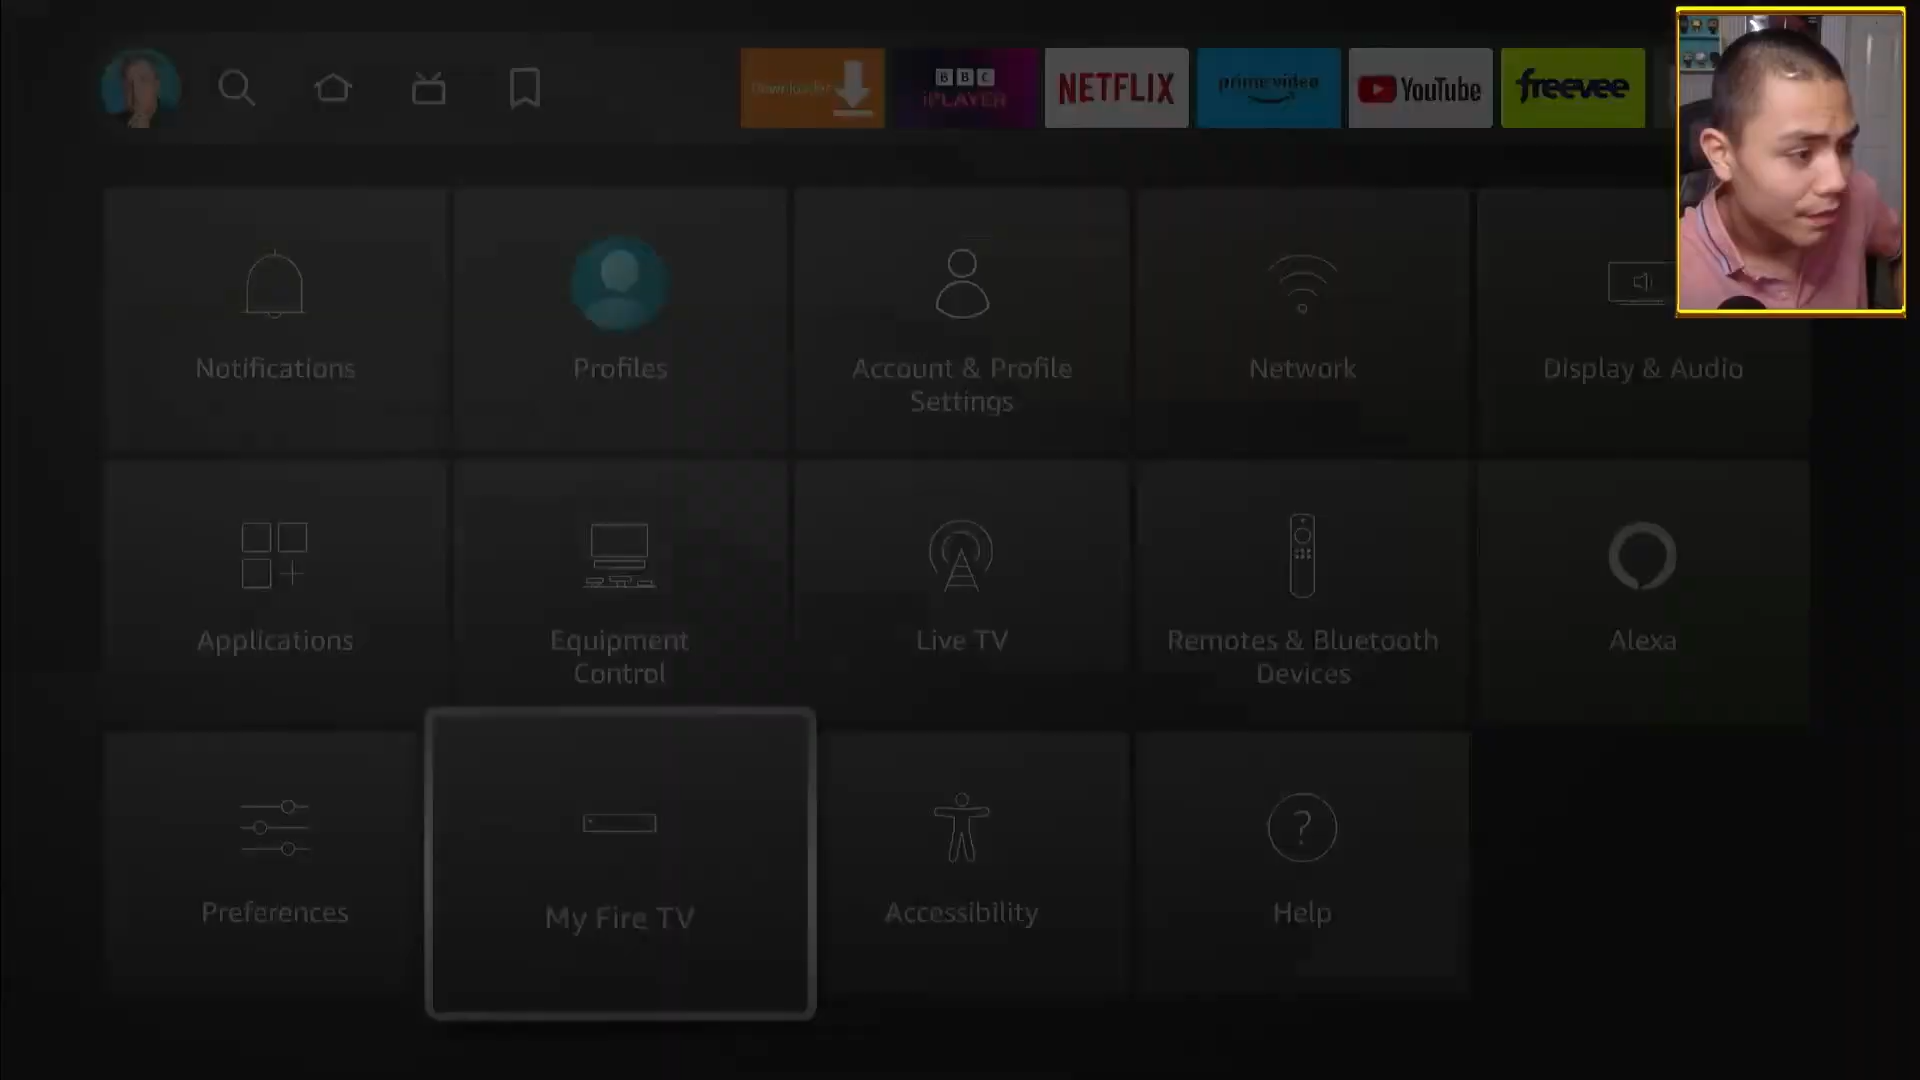 Downloader
BBC
iPLAYER
NETFLIX
prime video
YouTube
freevee
Notifications
Profiles
Account & Profile
Settings
Network
Display & Audio
Applications
Equipment
Control
Live TV
Remotes & Bluetooth
Devices
Alexa
Preferences
My Fire TV
Accessibility
?
Help